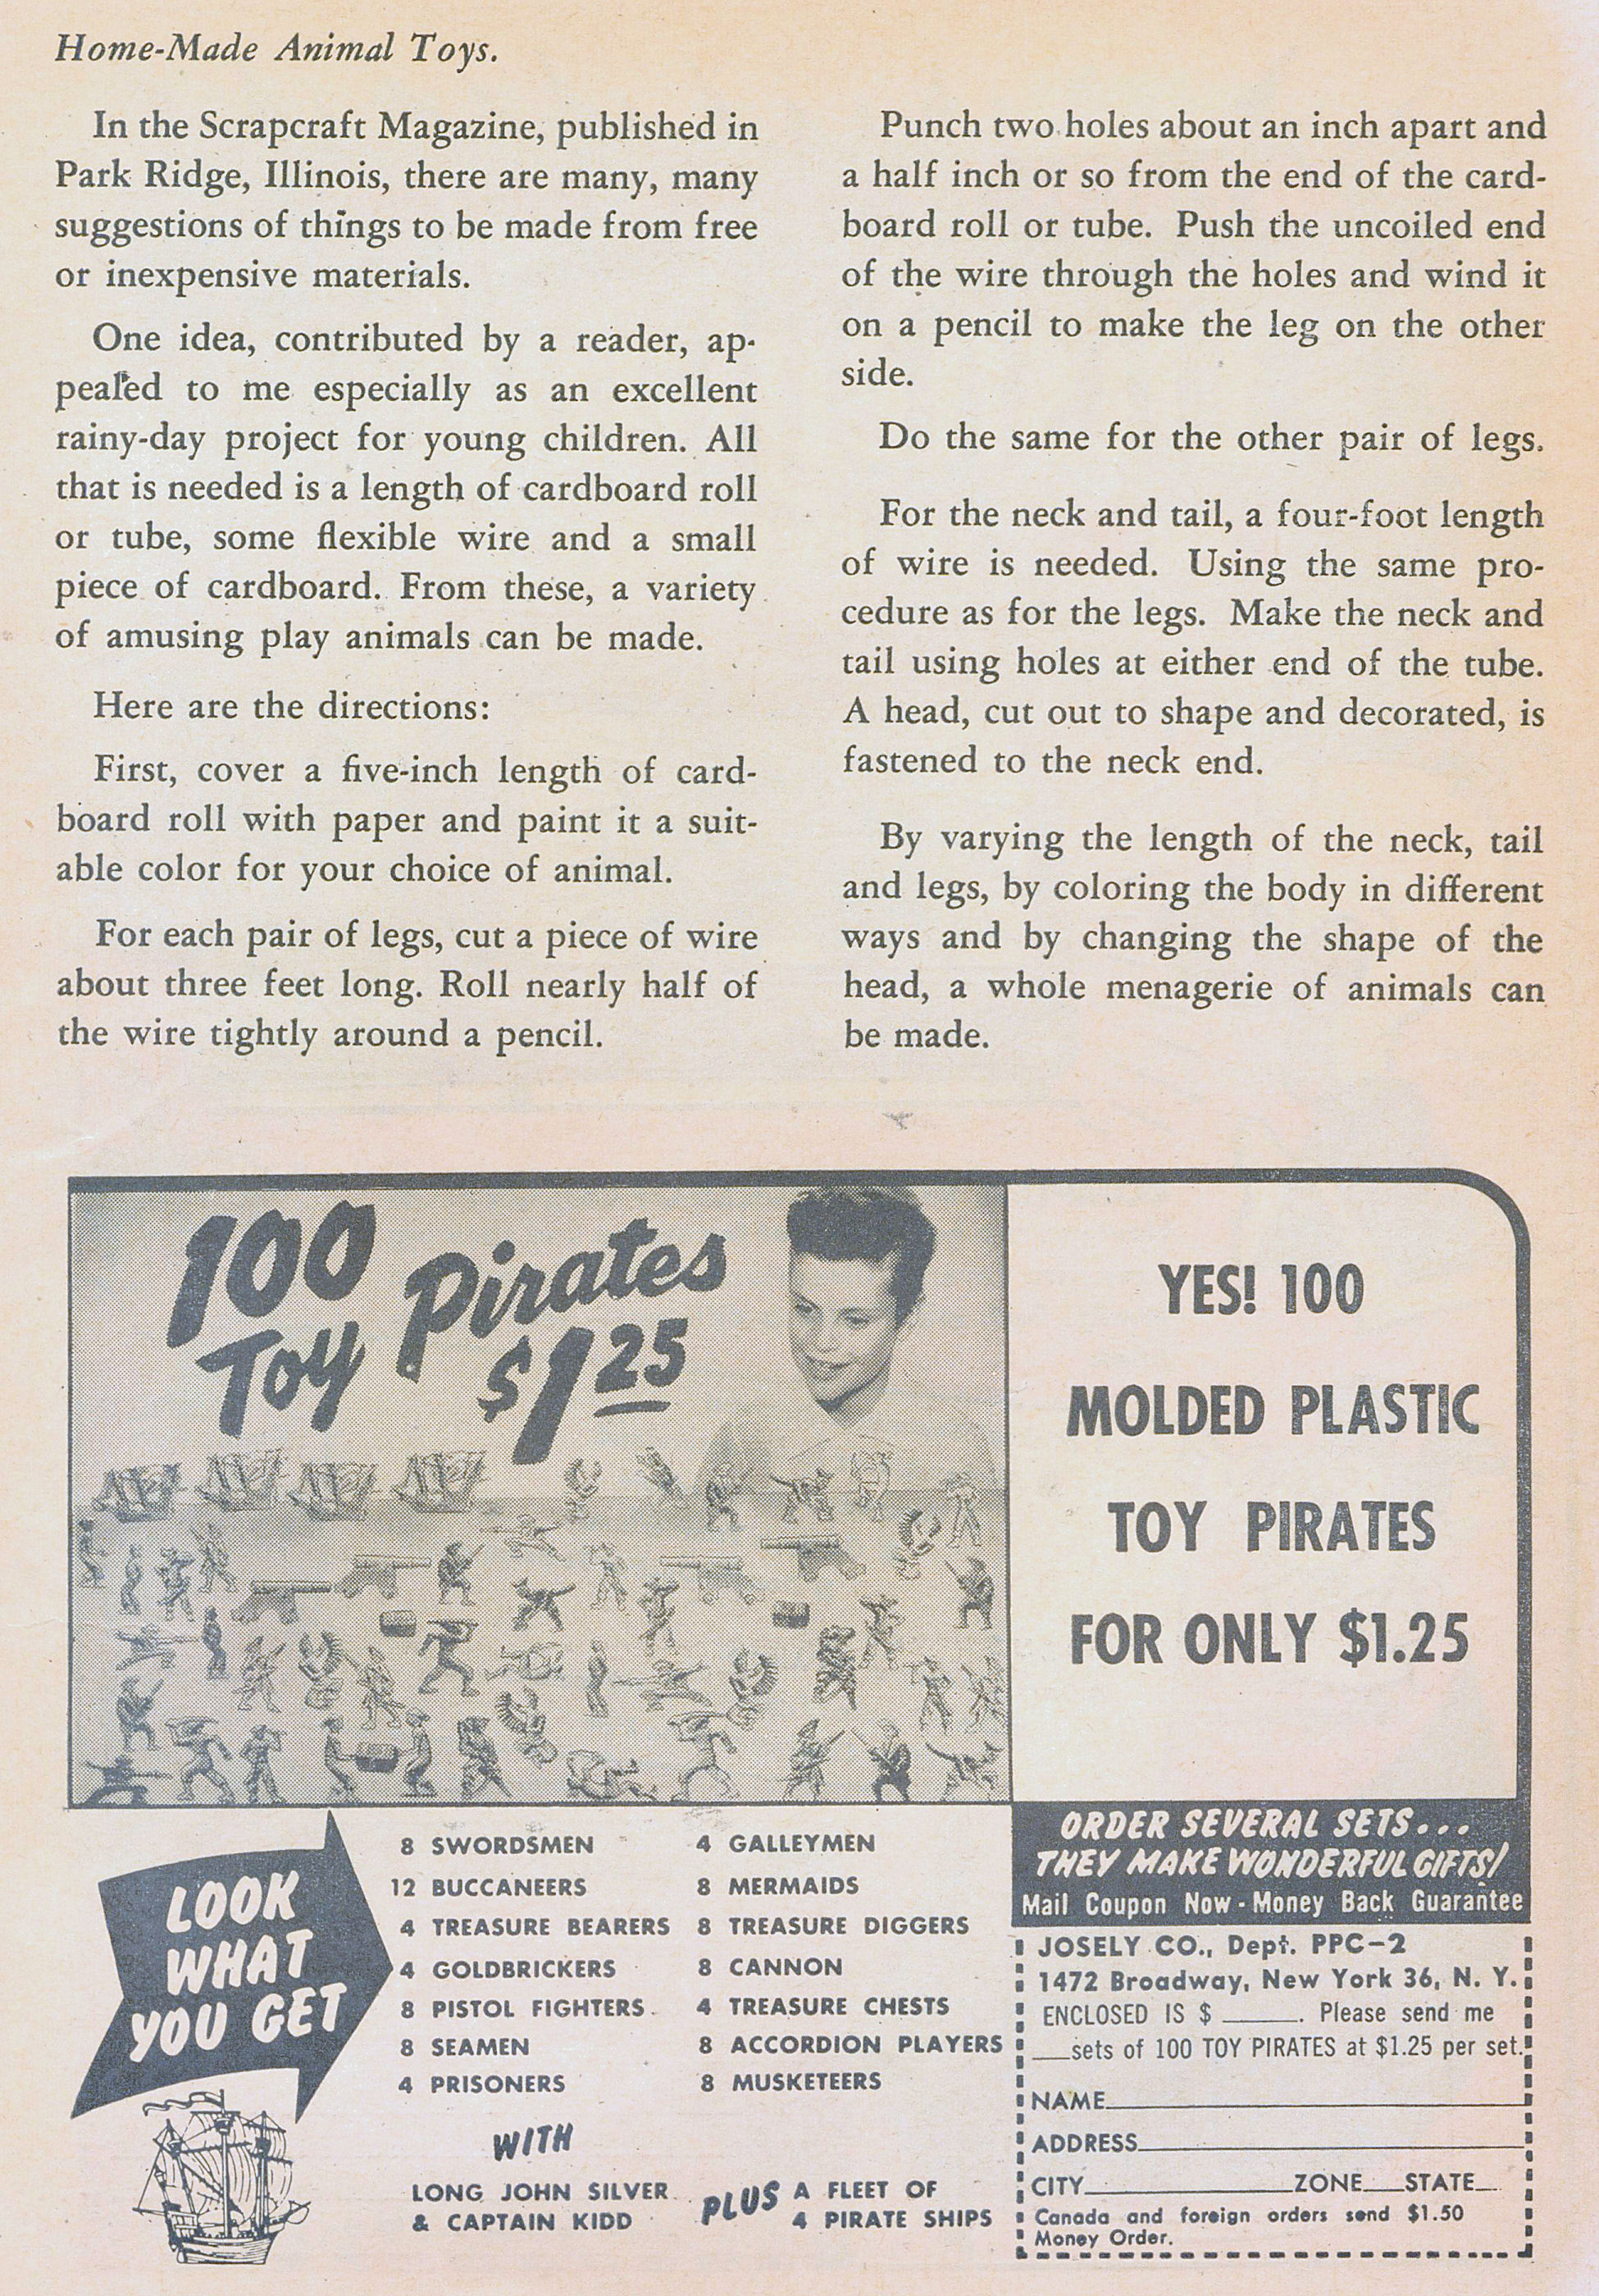 Home-Made Animal Toys.
In the Scrapcraft Magazine, published in
Park Ridge, Illinois, there are many, many
suggestions of things to be made from free
or inexpensive materials.
One idea, contributed by a reader, ap-
pealed to me especially as an excellent
rainy-day project for young children. All
that is needed is a length of cardboard roll
or tube, some flexible wire and a small
piece of cardboard. From these, a variety
of amusing play animals can be made.
Here are the directions:
First, cover a five-inch length of card-
board roll with paper and paint it a suit-
able color for your choice of animal.
For each pair of legs, cut a piece of wire
about three feet long. Roll nearly half of
the wire tightly around a pencil.
Punch two holes about an inch apart and
a half inch or so from the end of the card-
board roll or tube. Push the uncoiled end
of the wire through the holes and wind it
on a pencil to make the leg on the other
side.
Do the same for the other pair of legs.
For the neck and tail, a four-foot length
of wire is needed. Using the same pro-
cedure as for the legs. Make the neck and
tail using holes at either end of the tube.
A head, cut out to shape and decorated, is
fastened to the neck end.
By varying the length of the neck, tail
and legs, by coloring the body in different
ways and by changing the shape of the
head, a whole menagerie of animals can
be made.
100
Toy Pirates
$1 25
YES! 100
MOLDED PLASTIC
TOY PIRATES
FOR ONLY $1.25
LOOK
WHAT
YOU GET
8 SWORDSMEN
12 BUCCANEERS
4 TREASURE BEARERS
4 GOLDBRICKERS
8 PISTOL FIGHTERS
8 SEAMEN
4 PRISONERS
4 GALLEYMEN
8 MERMAIDS
8 TREASURE DIGGERS
8 CANNON
4 TREASURE CHESTS
8 ACCORDION PLAYERS
8 MUSKETEERS
WITH
LONG JOHN SILVER
& CAPTAIN KIDD
PLUS
A FLEET OF
4 PIRATE SHIPS
ORDER SEVERAL SETS...
THEY MAKE WONDERFUL GIFTS!
Mail Coupon Now - Money Back Guarantee
JOSELY CO., Dept. PPC-2
1472 Broadway, New York 36, N. Y.
ENCLOSED IS $ ______. Please send me
___sets of 100 TOY PIRATES at $1.25 per set.
NAME
ADDRESS
CITY ZONE STATE
Canada and foreign orders send $1.50
Money Order.